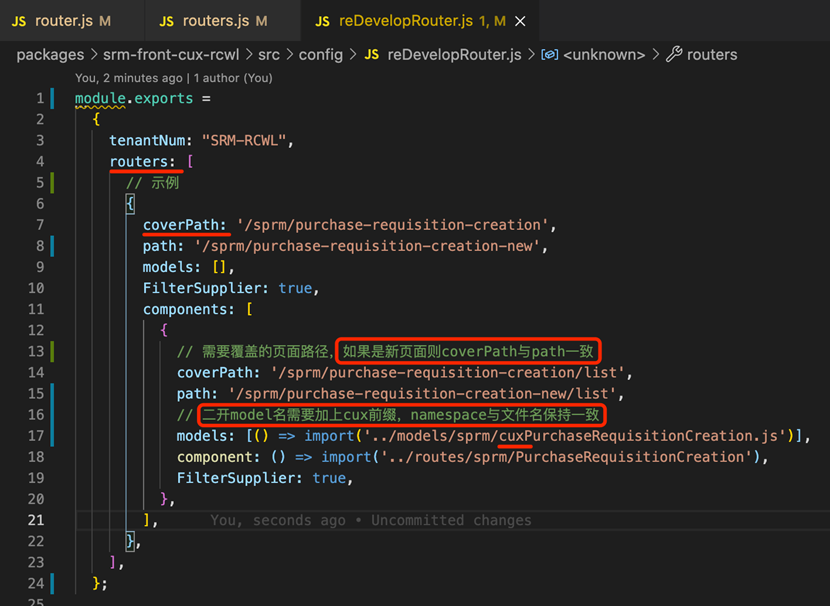 JS router.js M JS routers.js M JS reDevelopRouter.js 1, M ×
packages > srm-front-cux-rcwl > src > config > JS reDevelopRouter.js > <unknown> > routers
You, 2 minutes ago | 1 author (You)
1 module.exports =
2 {
3 tenantNum: "SRM-RCWL",
4 routers: [
5 // 示例
6 {
7 coverPath: '/sprm/purchase-requisition-creation',
8 path: '/sprm/purchase-requisition-creation-new',
9 models: [],
10 FilterSupplier: true,
11 components: [
12 {
13 // 需要覆盖的页面路径，如果是新页面则coverPath与path一致
14 coverPath: '/sprm/purchase-requisition-creation/list',
15 path: '/sprm/purchase-requisition-creation-new/list',
16 // 二开model名需要加上cux前缀，namespace与文件名保持一致
17 models: [() => import('../models/sprm/cuxPurchaseRequisitionCreation.js')],
18 component: () => import('../routes/sprm/PurchaseRequisitionCreation'),
19 FilterSupplier: true,
20 },
21 ], You, seconds ago • Uncommitted changes
22 },
23 ],
24 };
25